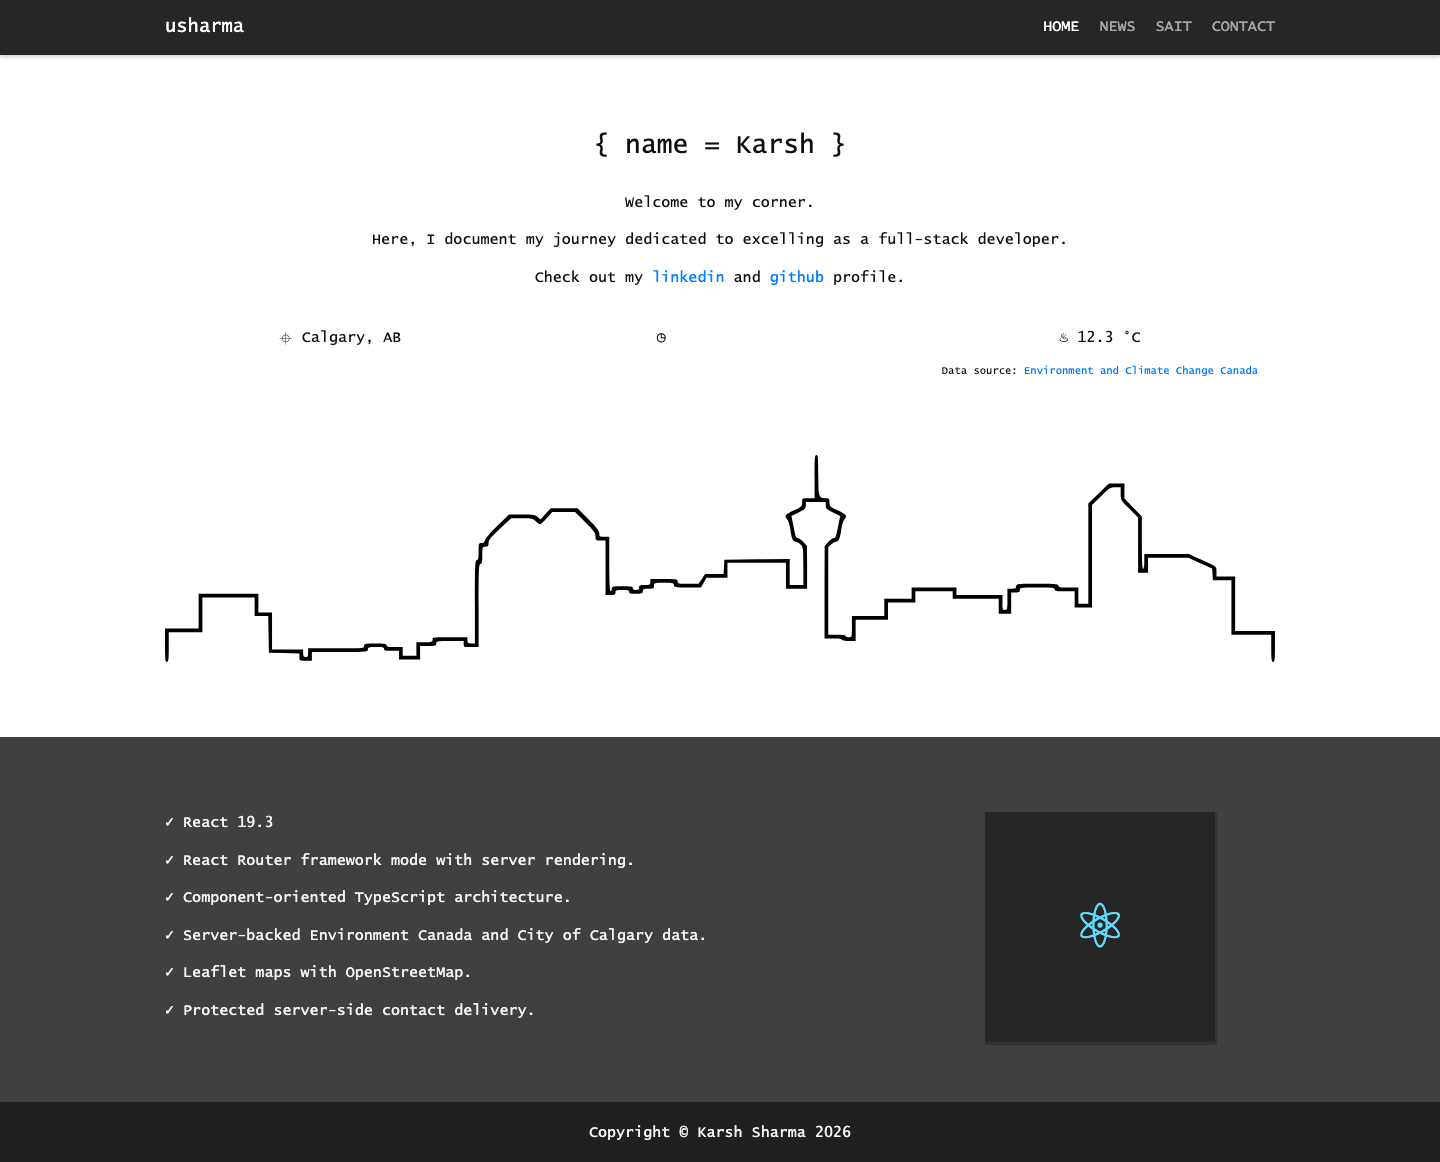 usharma
HOME NEWS SAIT CONTACT
{ name = Karsh }
Welcome to my corner.
Here, I document my journey dedicated to excelling as a full-stack developer.
Check out my linkedin and github profile.
⌖ Calgary, AB
◷
♨ 12.3 °C
Data source: Environment and Climate Change Canada
✓ React 19.3
✓ React Router framework mode with server rendering.
✓ Component-oriented TypeScript architecture.
✓ Server-backed Environment Canada and City of Calgary data.
✓ Leaflet maps with OpenStreetMap.
✓ Protected server-side contact delivery.
Copyright © Karsh Sharma 2026